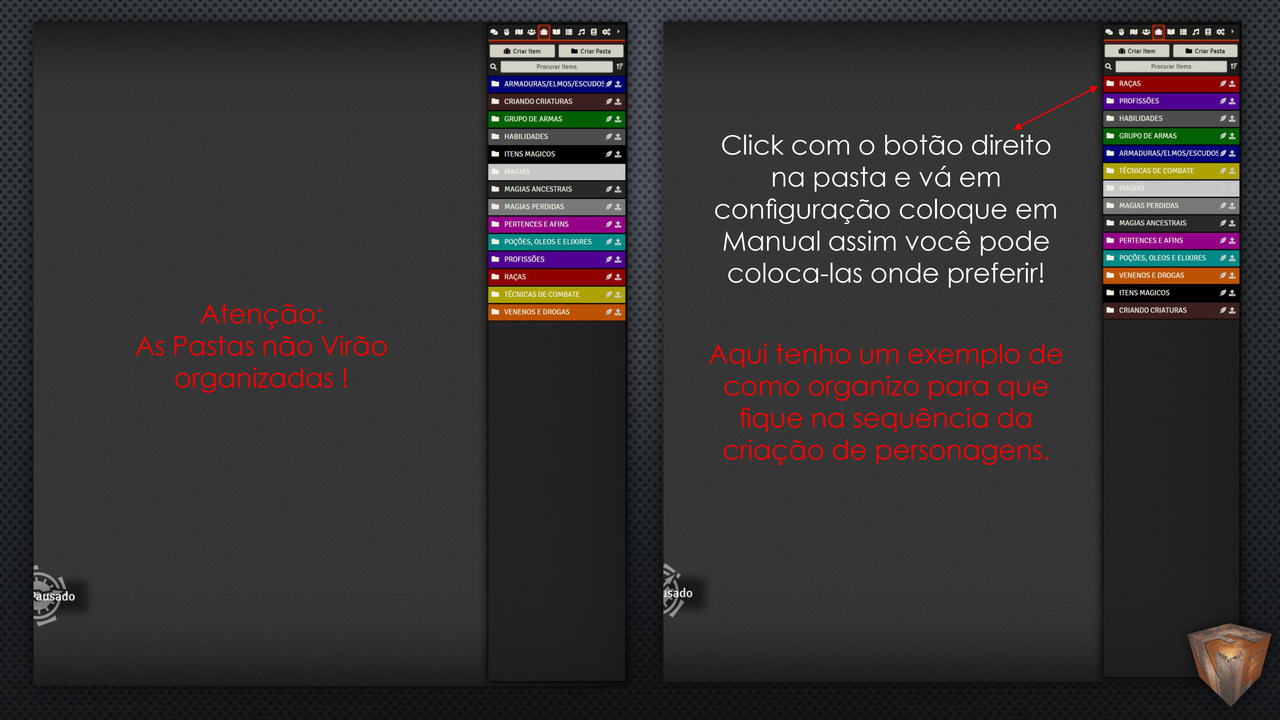 Criar Item
Criar Pasta
Procurar Items
ARMADURAS/ELMOS/ESCUDOS
CRIANDO CRIATURAS
GRUPO DE ARMAS
HABILIDADES
ITENS MAGICOS
MAGIAS
MAGIAS ANCESTRAIS
MAGIAS PERDIDAS
PERTENCES E AFINS
POÇÕES, OLEOS E ELIXIRES
PROFISSÕES
RAÇAS
TÉCNICAS DE COMBATE
VENENOS E DROGAS
Atenção:
As Pastas não Virão
organizadas !
Pausado
Criar Item
Criar Pasta
Procurar Items
RAÇAS
PROFISSÕES
HABILIDADES
GRUPO DE ARMAS
ARMADURAS/ELMOS/ESCUDOS
TÉCNICAS DE COMBATE
MAGIAS
MAGIAS PERDIDAS
MAGIAS ANCESTRAIS
PERTENCES E AFINS
POÇÕES, OLEOS E ELIXIRES
VENENOS E DROGAS
ITENS MAGICOS
CRIANDO CRIATURAS
Click com o botão direito
na pasta e vá em
configuração coloque em
Manual assim você pode
coloca-las onde preferir!
Aqui tenho um exemplo de
como organizo para que
fique na sequência da
criação de personagens.
usado